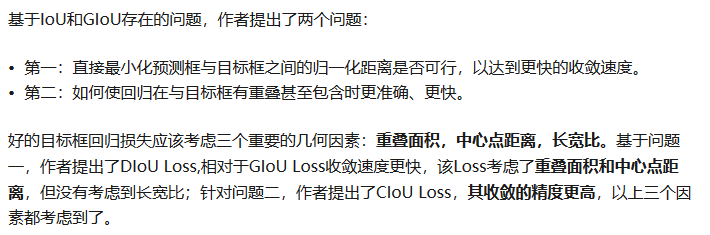 基于IoU和GIoU存在的问题，作者提出了两个问题：
• 第一：直接最小化预测框与目标框之间的归一化距离是否可行，以达到更快的收敛速度。
• 第二：如何使回归在与目标框有重叠甚至包含时更准确、更快。
好的目标框回归损失应该考虑三个重要的几何因素：重叠面积，中心点距离，长宽比。基于问题
一，作者提出了DIoU Loss,相对于GIoU Loss收敛速度更快，该Loss考虑了重叠面积和中心点距
离，但没有考虑到长宽比；针对问题二，作者提出了CIoU Loss，其收敛的精度更高，以上三个因
素都考虑到了。